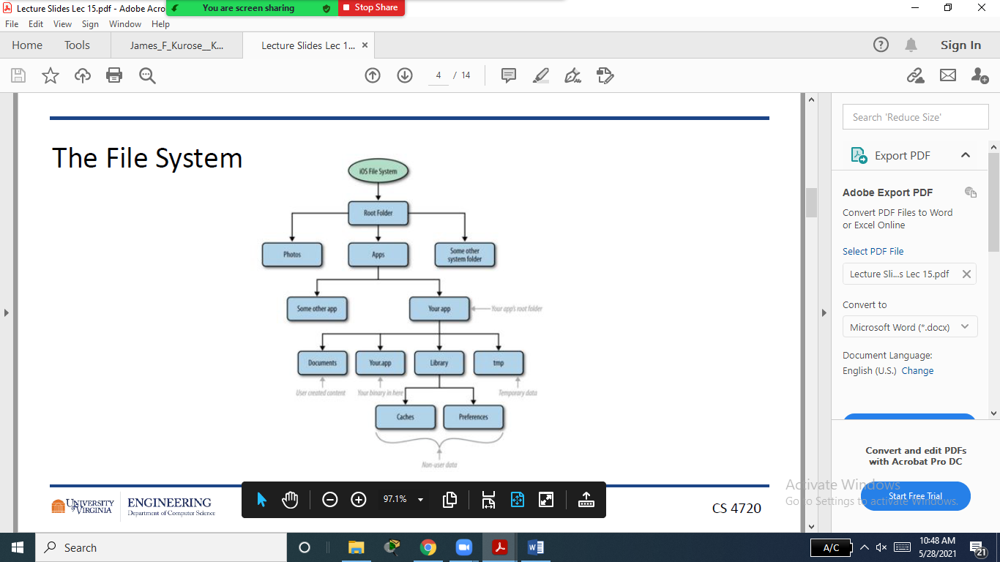 Lecture Slides Lec 15.pdf - Adobe Acro
You are screen sharing
Stop Share
File Edit View Sign Window Help
Home Tools
James_F_Kurose__K...
Lecture Slides Lec 1...
Sign In
4 / 14
The File System
iOS File System
Root Folder
Photos
Apps
Some other
system folder
Some other app
Your app
Your app's root folder
Documents
Your.app
Library
tmp
User created content
Your binary in here
Temporary data
Caches
Preferences
Non-user data
UNIVERSITY
of VIRGINIA
ENGINEERING
Department of Computer Science
97.1%
CS 4720
Search 'Reduce Size'
Export PDF
Adobe Export PDF
Convert PDF Files to Word
or Excel Online
Select PDF File
Lecture Sli...s Lec 15.pdf
Convert to
Microsoft Word (*.docx)
Document Language:
English (U.S.) Change
Convert and edit PDFs
with Acrobat Pro DC
Activate Windows
Go to Settings to activate Windows.
Start Free Trial
Search
A/C
10:48 AM
5/28/2021
21